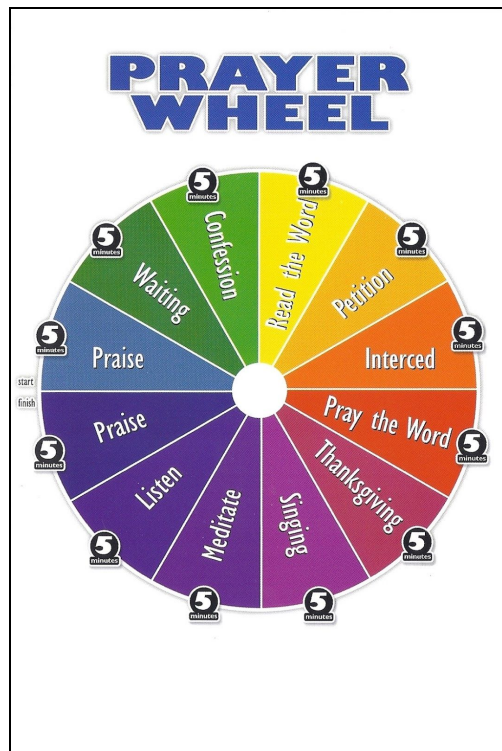 PRAYER
WHEEL
start
Praise
5
minutes
Waiting
5
minutes
Confession
5
minutes
Read the Word
5
minutes
Petition
5
minutes
Interced
5
minutes
Pray the Word
5
minutes
Thanksgiving
5
minutes
Singing
5
minutes
Meditate
5
minutes
Listen
5
minutes
Praise
5
minutes
finish